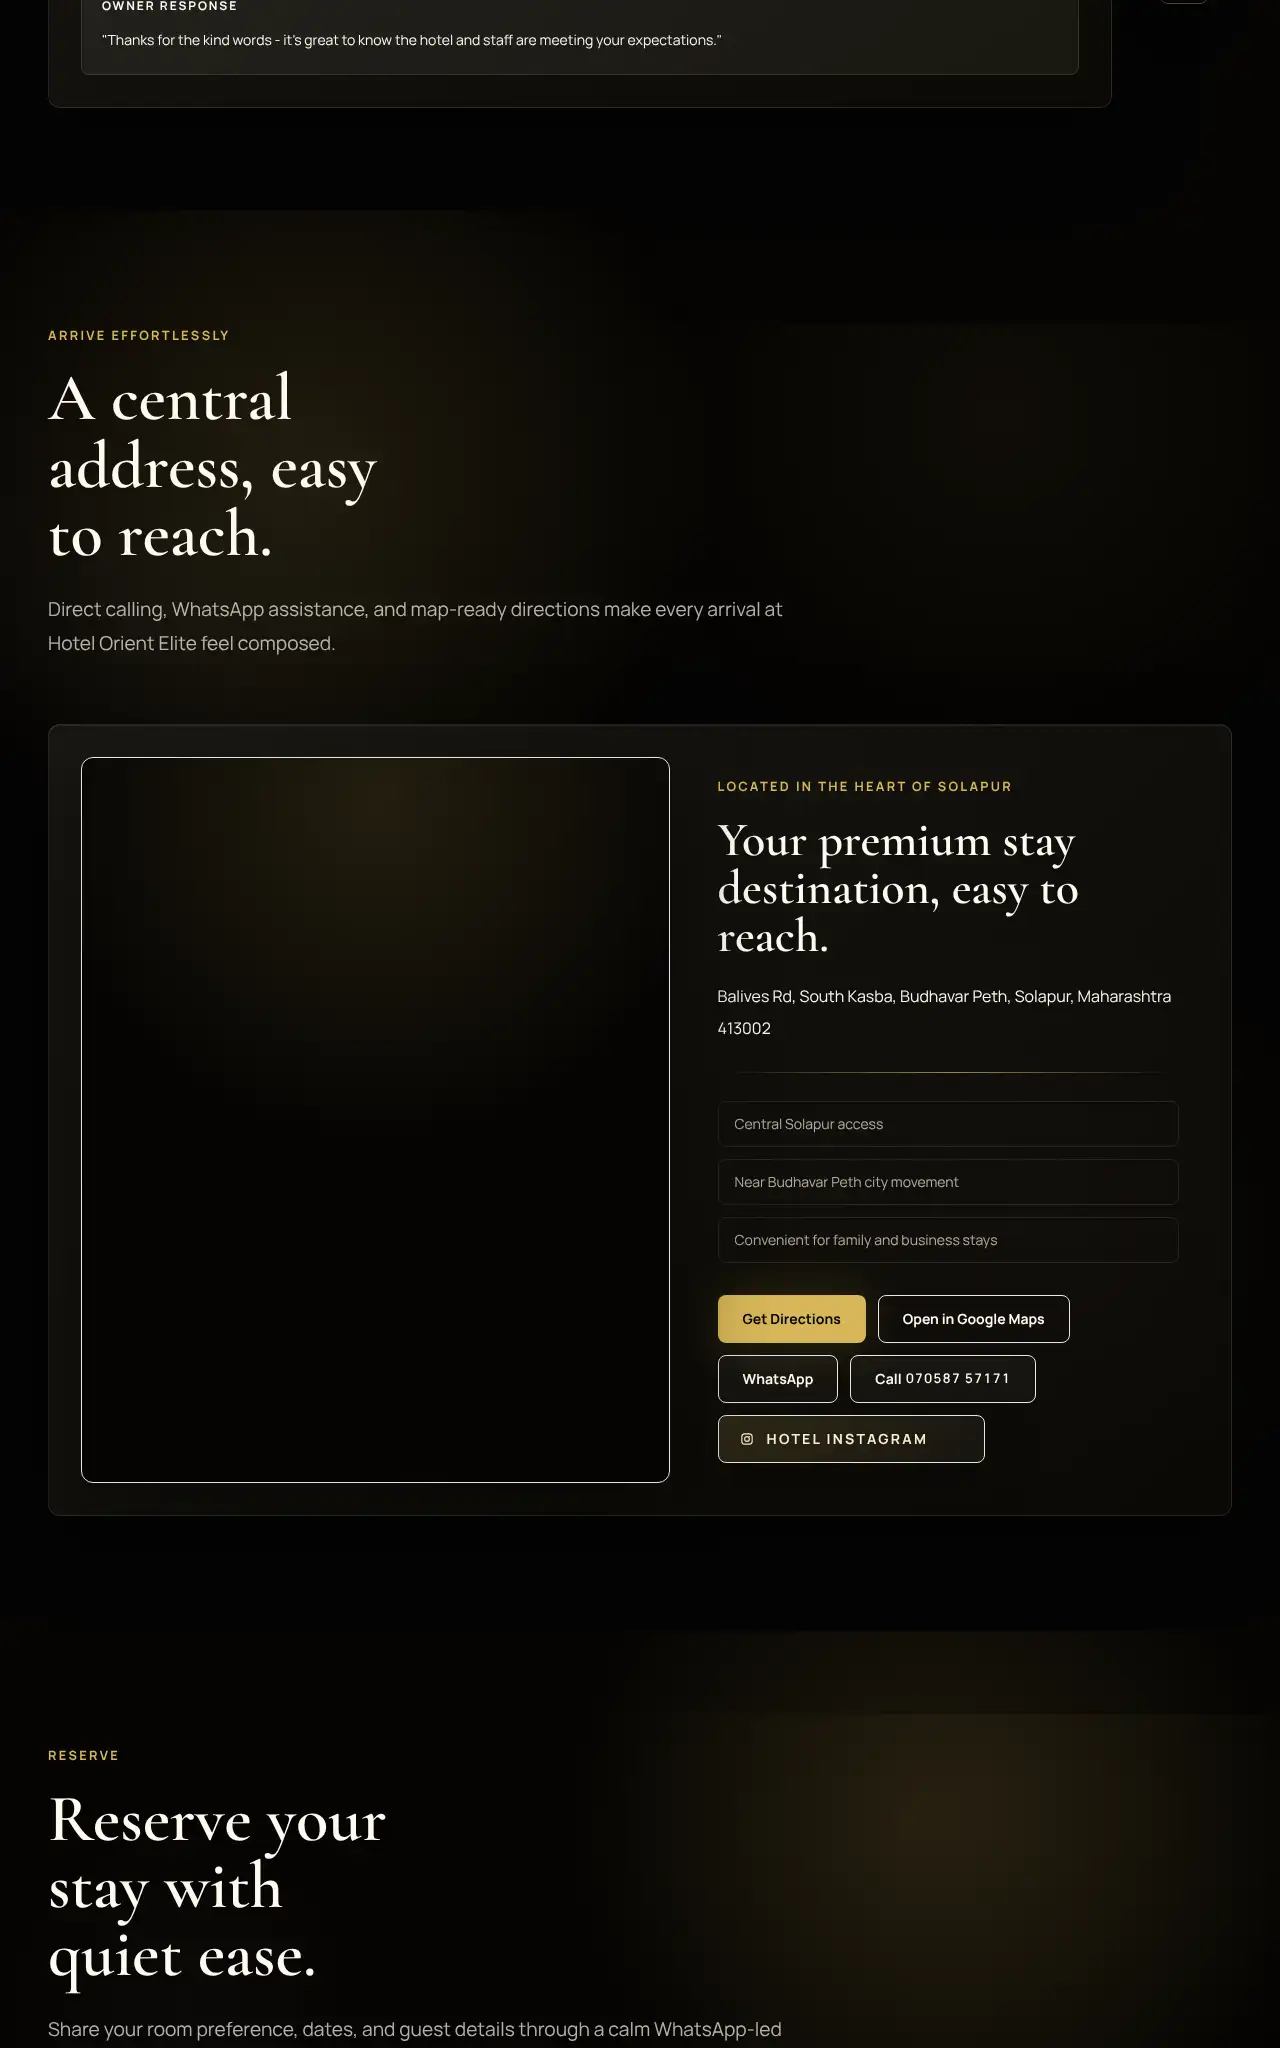 OWNER RESPONSE
"Thanks for the kind words - it's great to know the hotel and staff are meeting your expectations."
ARRIVE EFFORTLESSLY
A central
address, easy
to reach.
Direct calling, WhatsApp assistance, and map-ready directions make every arrival at
Hotel Orient Elite feel composed.
LOCATED IN THE HEART OF SOLAPUR
Your premium stay
destination, easy to
reach.
Balives Rd, South Kasba, Budhavar Peth, Solapur, Maharashtra
413002
Central Solapur access
Near Budhavar Peth city movement
Convenient for family and business stays
Get Directions
Open in Google Maps
WhatsApp
Call 070587 57171
HOTEL INSTAGRAM
RESERVE
Reserve your
stay with
quiet ease.
Share your room preference, dates, and guest details through a calm WhatsApp-led